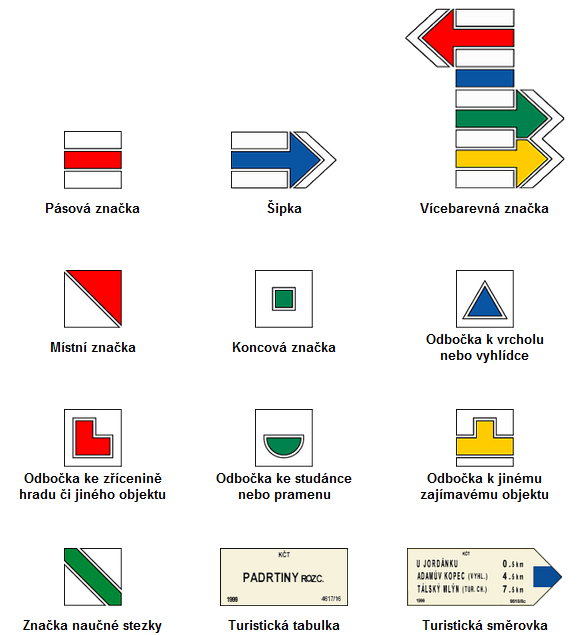 Pásová značka
Šipka
Vícebarevná značka
Místní značka
Koncová značka
Odbočka k vrcholu
nebo vyhlídce
Odbočka ke zřícenině
hradu či jiného objektu
Odbočka ke studánce
nebo pramenu
Odbočka k jinému
zajímavému objektu
KČT
PADRTINY ROZC.
1999 4617/16
KČT
U JORDÁNKU 0.5km
ADAMŮV KOPEC (VYHL.) 4.5km
TÁLSKÝ MLÝN (TUR. CH.) 7.5km
1999
Značka naučné stezky
Turistická tabulka
Turistická směrovka